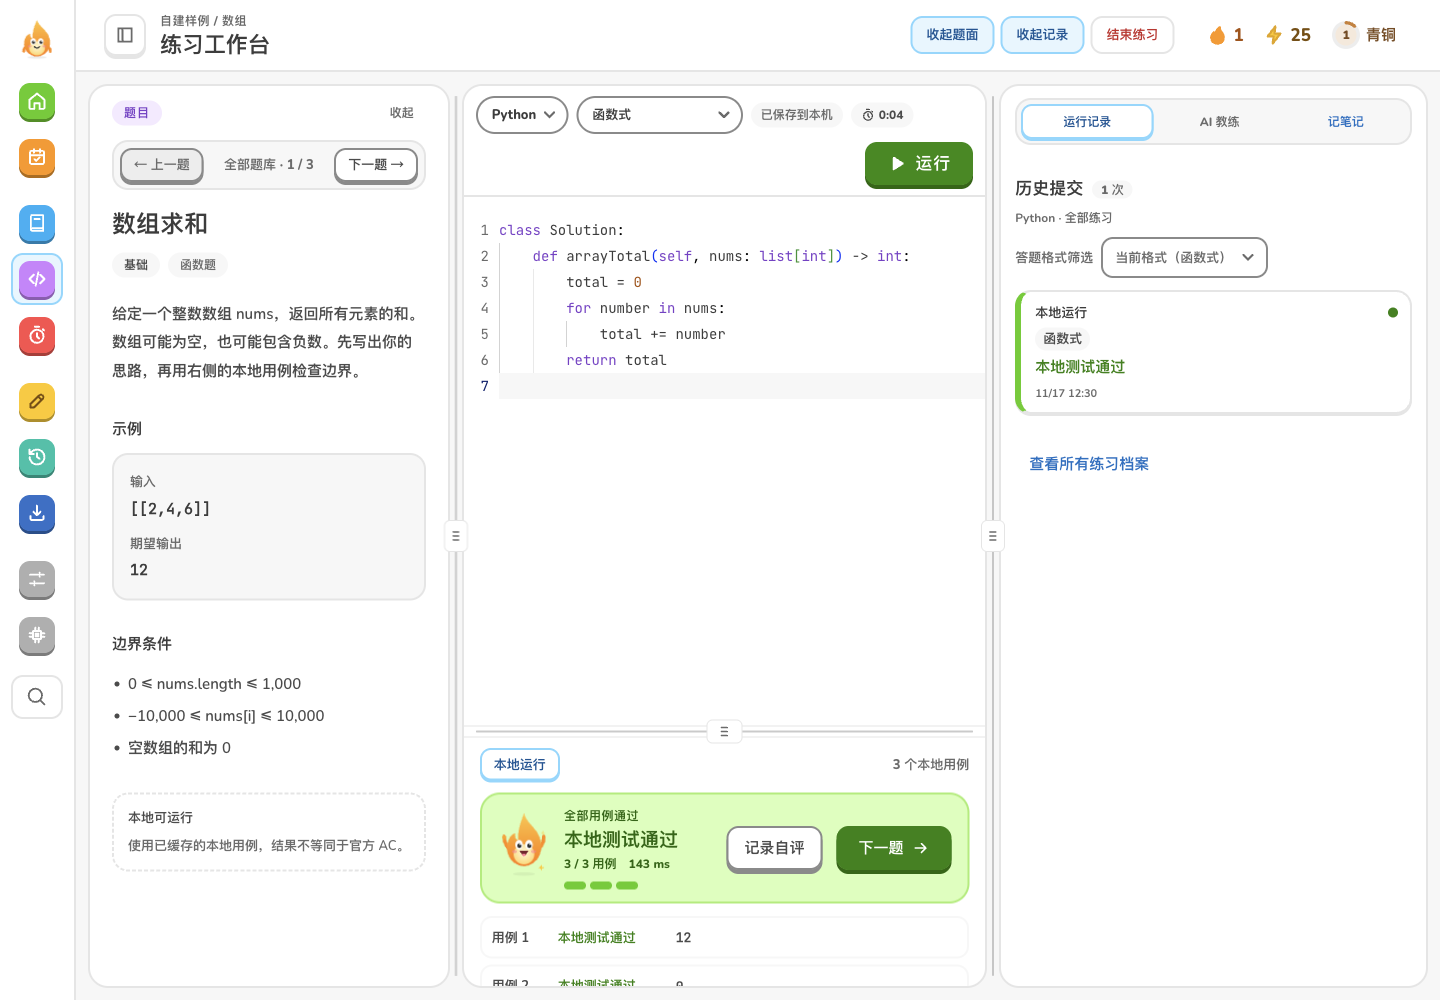 自建样例 / 数组
练习工作台
收起题面
收起记录
结束练习
1
25
1
青铜
题目
收起
← 上一题
全部题库 · 1 / 3
下一题 →
数组求和
基础
函数题
给定一个整数数组 nums，返回所有元素的和。
数组可能为空，也可能包含负数。先写出你的
思路，再用右侧的本地用例检查边界。
示例
输入
[[2,4,6]]
期望输出
12
边界条件
• 0 ≤ nums.length ≤ 1,000
• −10,000 ≤ nums[i] ≤ 10,000
• 空数组的和为 0
本地可运行
使用已缓存的本地用例，结果不等同于官方 AC。
Python
函数式
已保存到本机
0:04
运行
1 class Solution:
2     def arrayTotal(self, nums: list[int]) -> int:
3         total = 0
4         for number in nums:
5             total += number
6         return total
7
本地运行
3 个本地用例
全部用例通过
本地测试通过
3 / 3 用例 143 ms
记录自评
下一题 →
用例 1 本地测试通过 12
用例 2 本地测试通过 0
运行记录
AI 教练
记笔记
历史提交
1 次
Python · 全部练习
答题格式筛选
当前格式（函数式）
本地运行
函数式
本地测试通过
11/17 12:30
查看所有练习档案